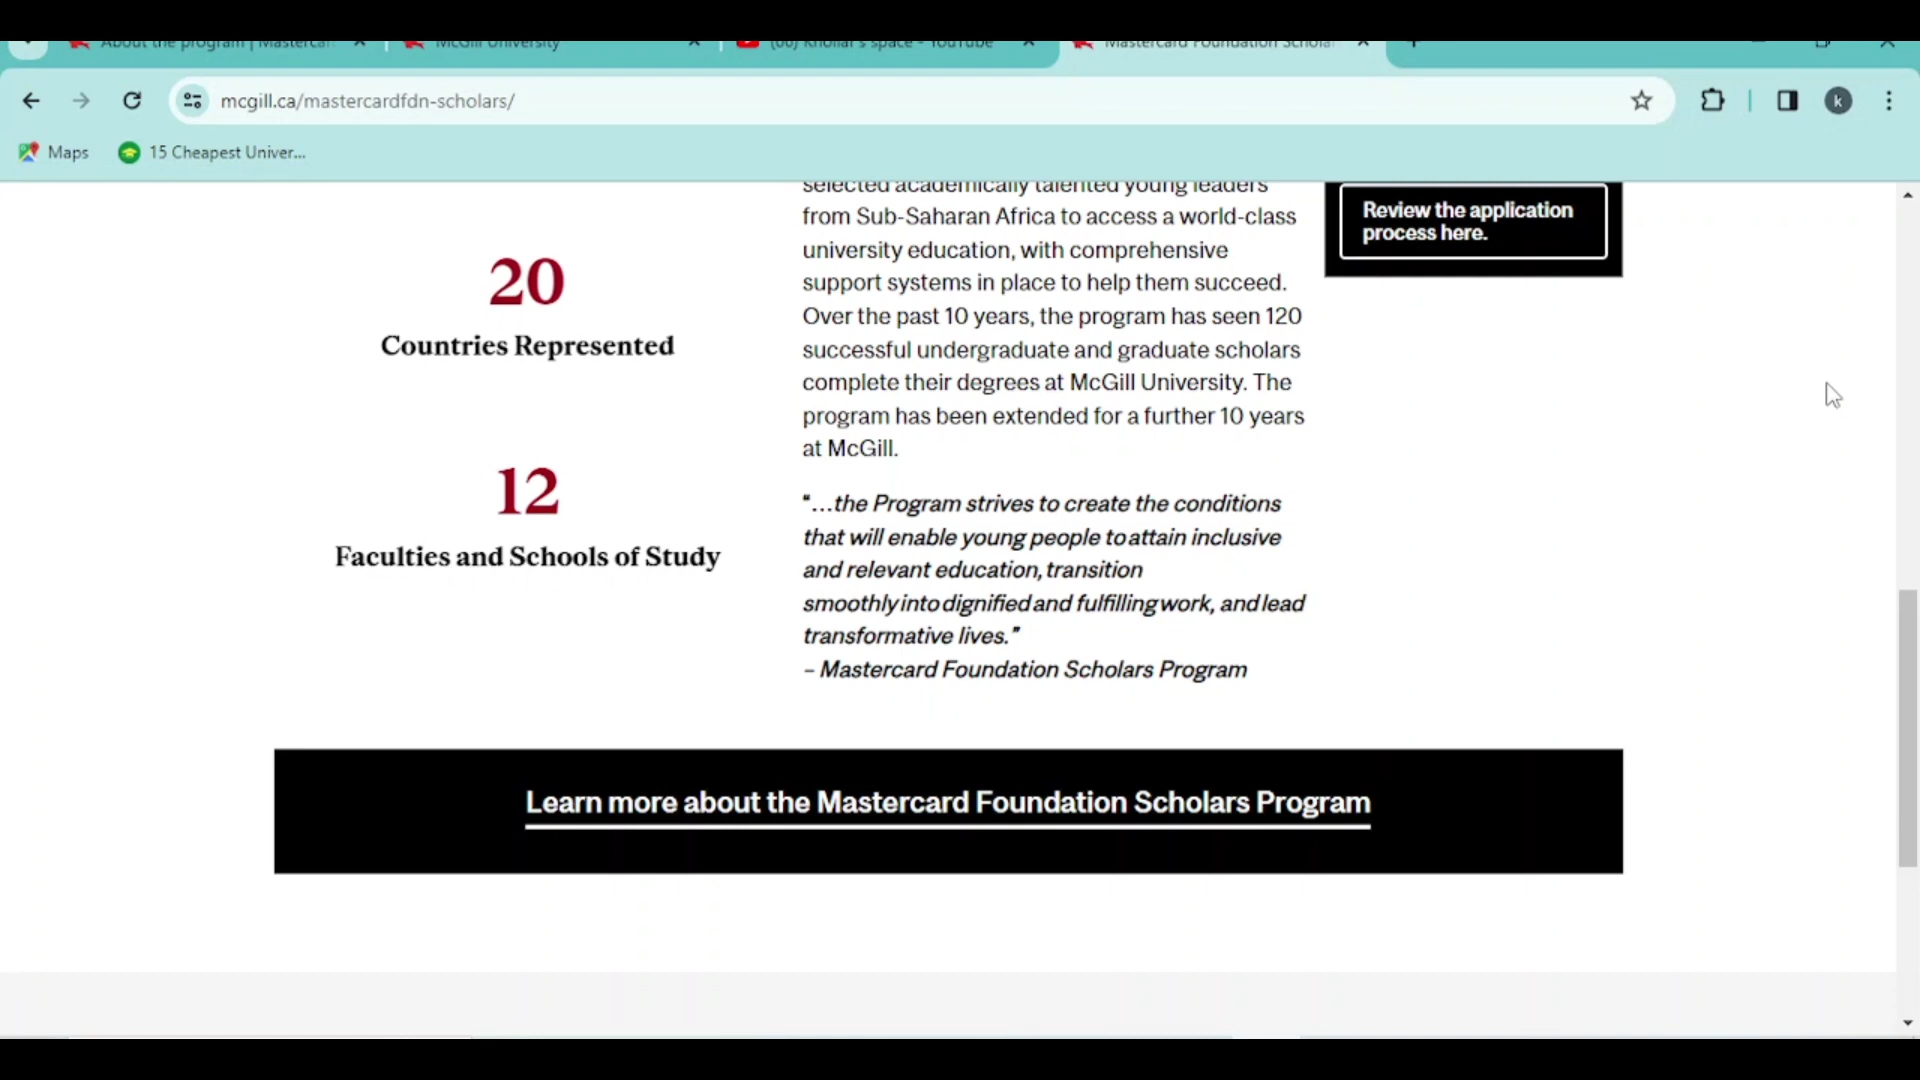 About the program | Mastercar
McGill University
(66) Khollar's space - YouTube
Mastercard Foundation Scholar
mcgill.ca/mastercardfdn-scholars/
k
Maps
15 Cheapest Univer...
selected academically talented young leaders
from Sub-Saharan Africa to access a world-class
university education, with comprehensive
support systems in place to help them succeed.
Over the past 10 years, the program has seen 120
successful undergraduate and graduate scholars
complete their degrees at McGill University. The
program has been extended for a further 10 years
at McGill.
"…the Program strives to create the conditions
that will enable young people to attain inclusive
and relevant education, transition
smoothly into dignified and fulfilling work, and lead
transformative lives."
– Mastercard Foundation Scholars Program
20
Countries Represented
12
Faculties and Schools of Study
Review the application
process here.
Learn more about the Mastercard Foundation Scholars Program